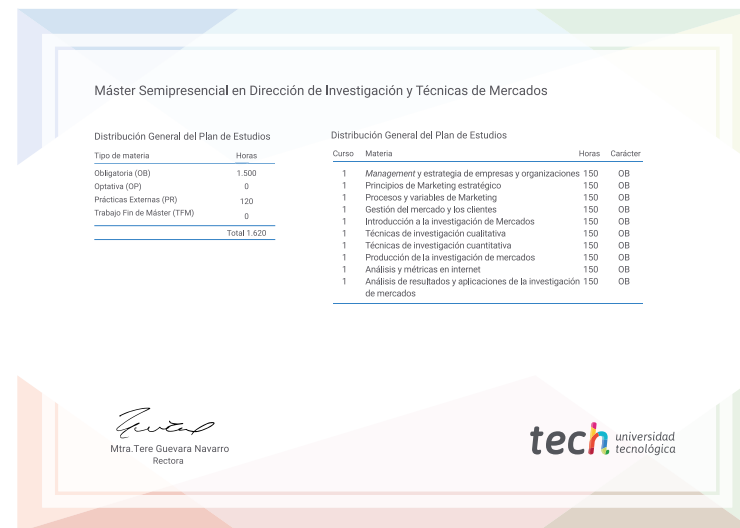 Máster Semipresencial en Dirección de Investigación y Técnicas de Mercados
Distribución General del Plan de Estudios
Tipo de materia Horas
Obligatoria (OB) 1.500
Optativa (OP) 0
Prácticas Externas (PR) 120
Trabajo Fin de Máster (TFM) 0
Total 1.620
Distribución General del Plan de Estudios
Curso Materia Horas Carácter
1 Management y estrategia de empresas y organizaciones 150 OB
1 Principios de Marketing estratégico 150 OB
1 Procesos y variables de Marketing 150 OB
1 Gestión del mercado y los clientes 150 OB
1 Introducción a la investigación de Mercados 150 OB
1 Técnicas de investigación cualitativa 150 OB
1 Técnicas de investigación cuantitativa 150 OB
1 Producción de la investigación de mercados 150 OB
1 Análisis y métricas en internet 150 OB
1 Análisis de resultados y aplicaciones de la investigación 150 OB
de mercados
Mtra.Tere Guevara Navarro
Rectora
tech universidad
tecnológica